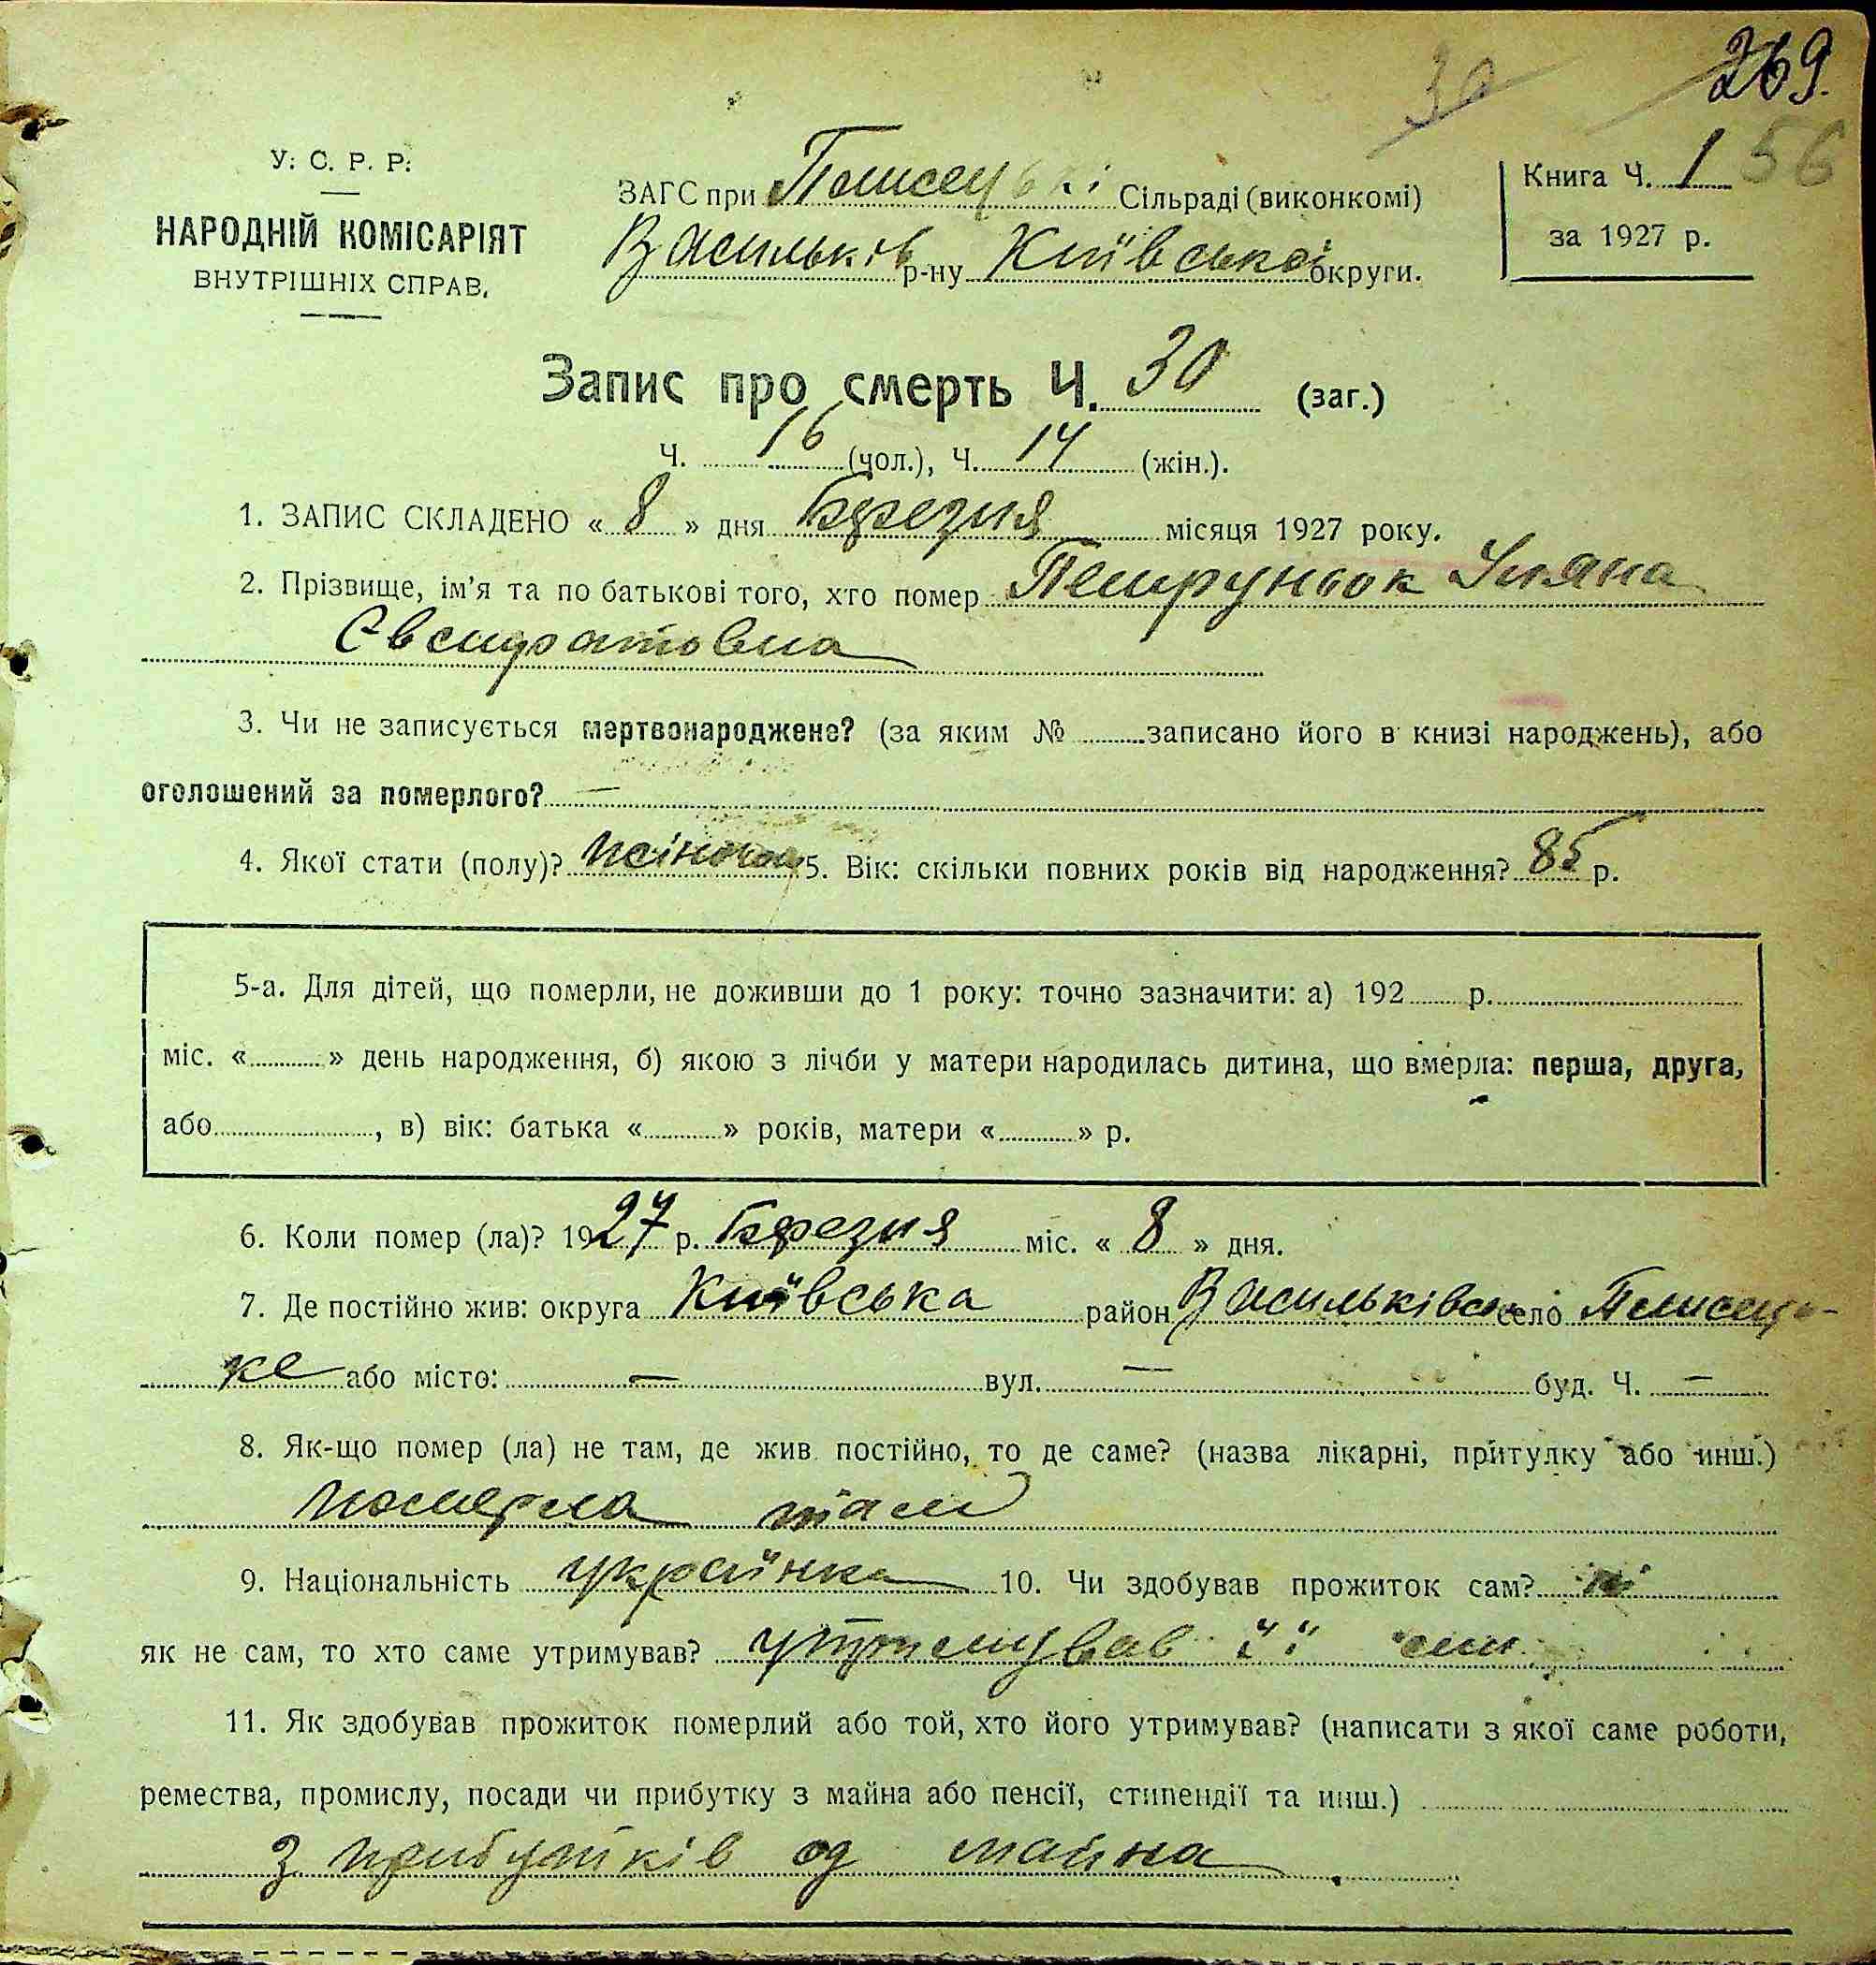 269.
30
У. С. Р. Р.
НАРОДНІЙ КОМІСАРІЯТ
ВНУТРІШНІХ СПРАВ.
ЗАГС при Сільраді (виконкомі)
Васильків р-ну Київської округи.
Книга Ч. 1 56
за 1927 р.
Запис про смерть Ч. 30 (заг.)
Ч. 16 (чол.), Ч. 14 (жін.).
1. ЗАПИС СКЛАДЕНО « 8 » дня Березня місяця 1927 року.
2. Прізвище, ім'я та по батькові того, хто помер Петруньок Уляна
3. Чи не записується мертвонароджене? (за яким № записано його в книзі народжень), або
оголошений за померлого? —
4. Якої стати (полу)? жіноча 5. Вік: скільки повних років від народження? 85 р.
5-а. Для дітей, що померли, не доживши до 1 року: точно зазначити: а) 192 р.
міс. « » день народження, б) якою з лічби у матери народилась дитина, що вмерла: перша, друга,
або , в) вік: батька « » років, матери « » р.
6. Коли помер (ла)? 1927 р. Березня міс. « 8 » дня.
7. Де постійно жив: округа Київська район Васильківськ село
ке або місто: — вул. — буд. Ч. —
8. Як-що помер (ла) не там, де жив постійно, то де саме? (назва лікарні, притулку або инш.)
померла там
9. Національність українка 10. Чи здобував прожиток сам? ні
як не сам, то хто саме утримував? утримував її син
11. Як здобував прожиток померлий або той, хто його утримував? (написати з якої саме роботи,
ремества, промислу, посади чи прибутку з майна або пенсії, стипендії та инш.)
з прибутків од майна